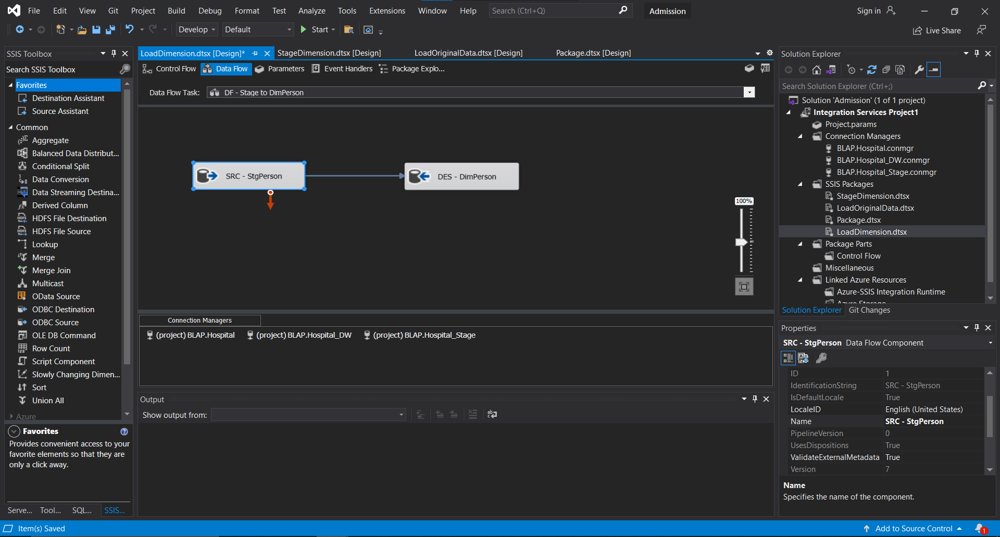 File Edit View Git Project Build Debug Format Test Analyze Tools Extensions Window Help Search (Ctrl+Q) Admission Sign in
Develop Default Start Live Share
SSIS Toolbox
Search SSIS Toolbox
Favorites
Destination Assistant
Source Assistant
Common
Aggregate
Balanced Data Distribut...
Conditional Split
Data Conversion
Data Streaming Destina...
Derived Column
HDFS File Destination
HDFS File Source
Lookup
Merge
Merge Join
Multicast
OData Source
ODBC Destination
ODBC Source
OLE DB Command
Row Count
Script Component
Slowly Changing Dimen...
Sort
Union All
Azure
Favorites
Provides convenient access to your
favorite elements so that they are
only a click away.
Serve... Tool... SQL... SSIS...
LoadDimension.dtsx [Design]* StageDimension.dtsx [Design] LoadOriginalData.dtsx [Design] Package.dtsx [Design]
Control Flow Data Flow Parameters Event Handlers Package Explo...
Data Flow Task: DF - Stage to DimPerson
SRC - StgPerson DES - DimPerson
100%
Connection Managers
(project) BLAP.Hospital (project) BLAP.Hospital_DW (project) BLAP.Hospital_Stage
Output
Show output from:
Solution Explorer
Search Solution Explorer (Ctrl+;)
Solution 'Admission' (1 of 1 project)
Integration Services Project1
Project.params
Connection Managers
BLAP.Hospital.conmgr
BLAP.Hospital_DW.conmgr
BLAP.Hospital_Stage.conmgr
SSIS Packages
StageDimension.dtsx
LoadOriginalData.dtsx
Package.dtsx
LoadDimension.dtsx
Package Parts
Control Flow
Miscellaneous
Linked Azure Resources
Azure-SSIS Integration Runtime
Azure Storage
Solution Explorer Git Changes
Properties
SRC - StgPerson Data Flow Component
ID 1
IdentificationString SRC - StgPerson
IsDefaultLocale True
LocaleID English (United States)
Name SRC - StgPerson
PipelineVersion 0
UsesDispositions True
ValidateExternalMetadata True
Version 7
Name
Specifies the name of the component.
Item(s) Saved Add to Source Control 1